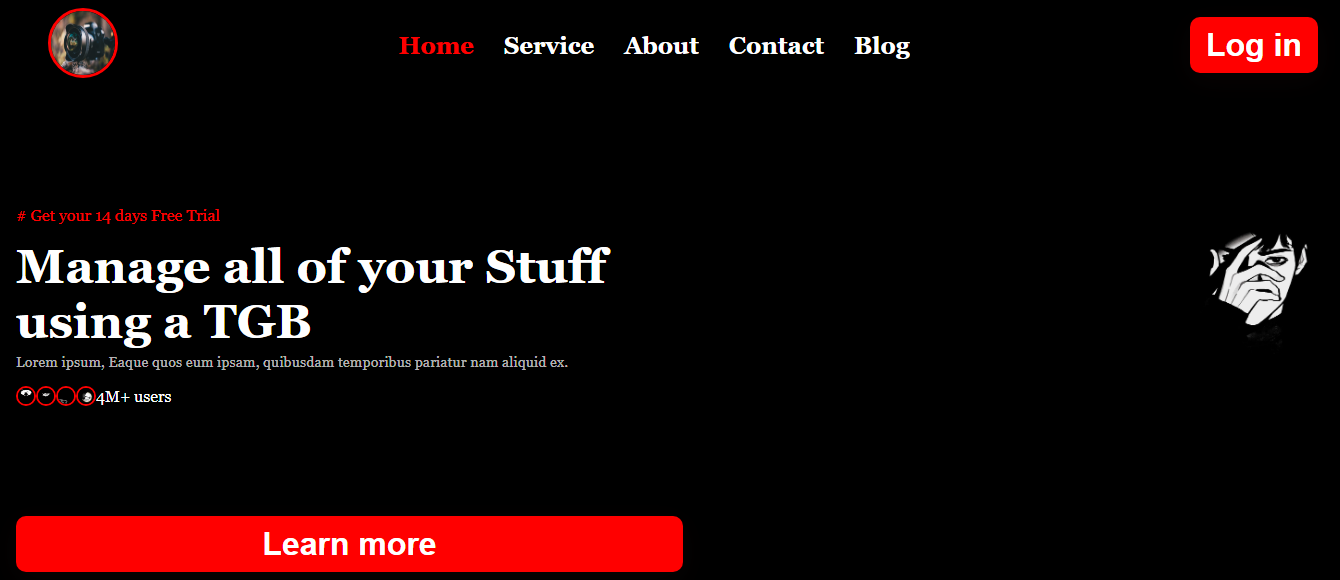 Home Service About Contact Blog
Log in
# Get your 14 days Free Trial
Manage all of your Stuff
using a TGB
Lorem ipsum, Eaque quos eum ipsam, quibusdam temporibus pariatur nam aliquid ex.
4M+ users
Learn more